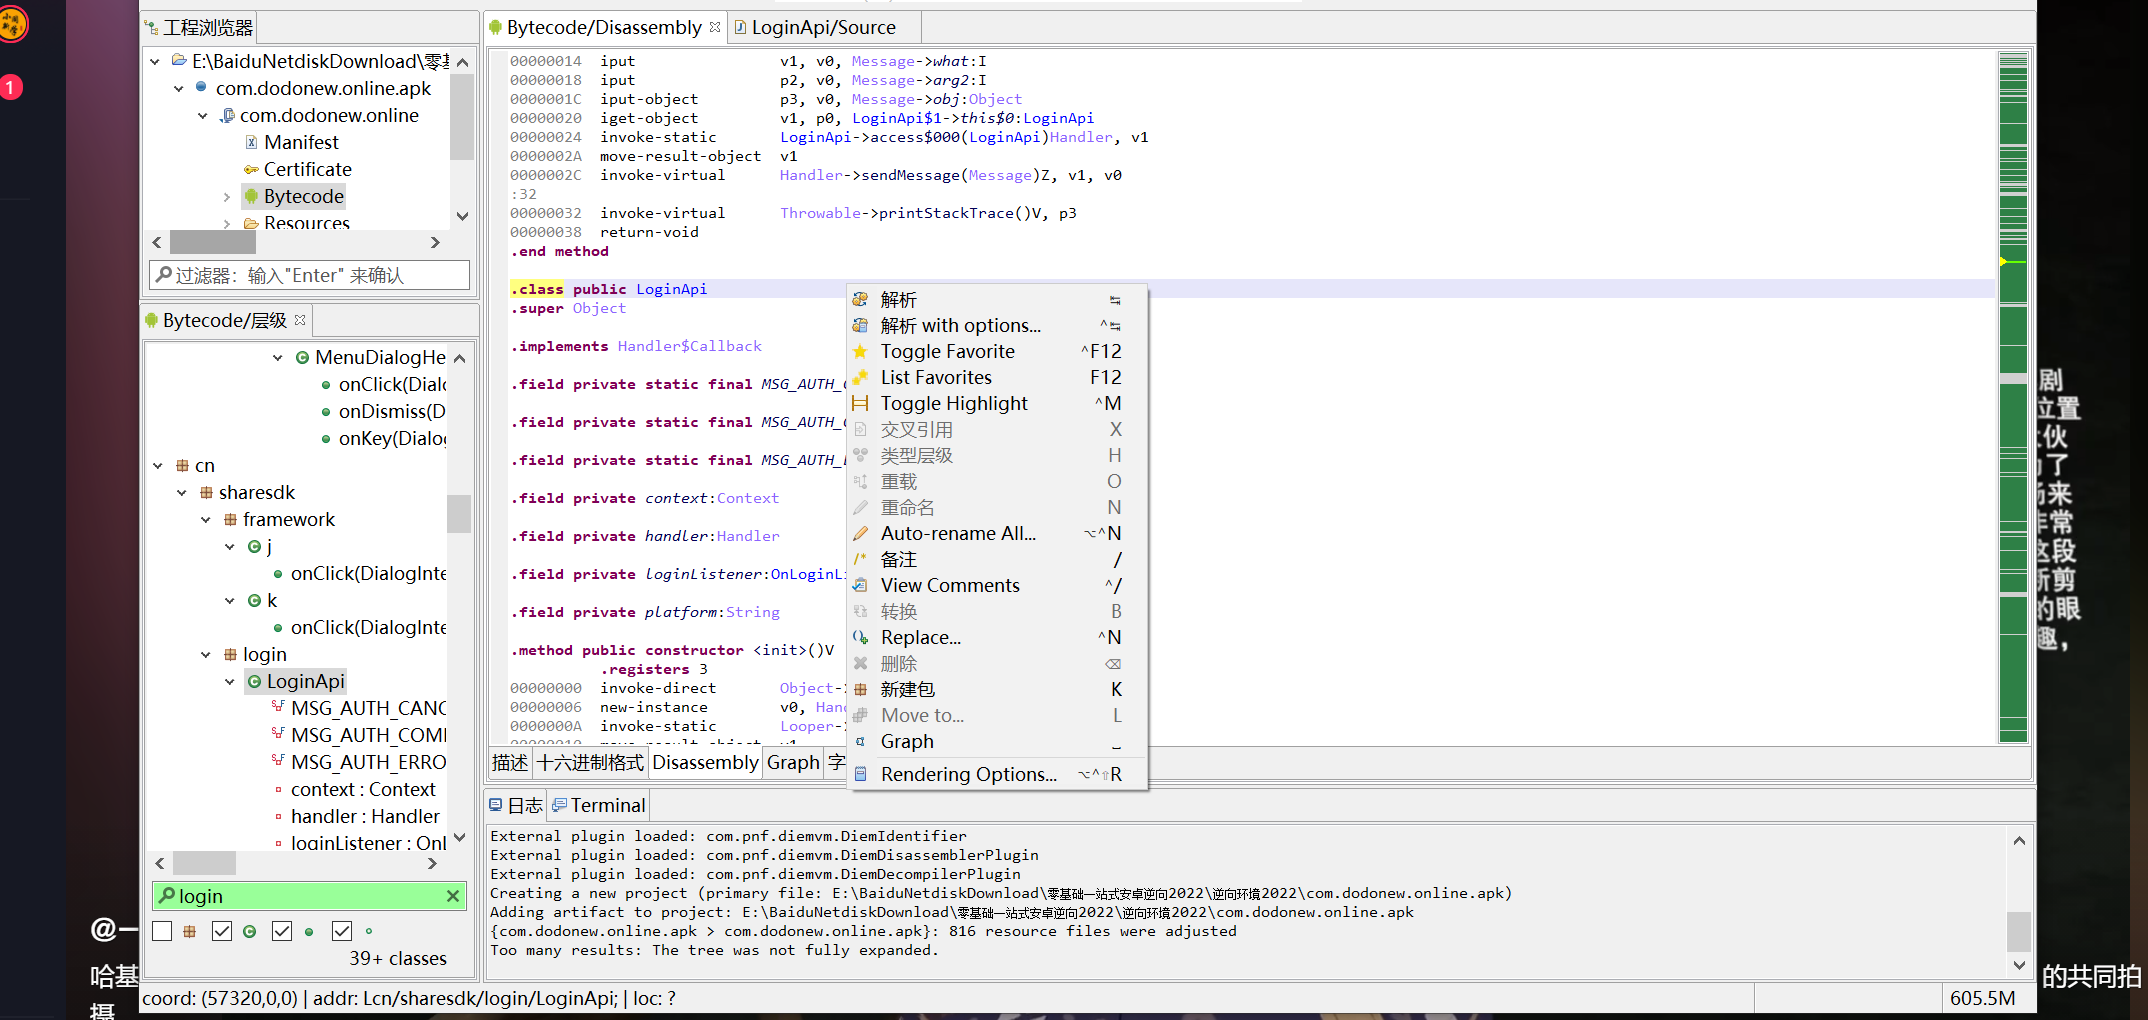 1
工程浏览器
E:\BaiduNetdiskDownload\零基
com.dodonew.online.apk
com.dodonew.online
Manifest
Certificate
Bytecode
Resources
过滤器：输入"Enter" 来确认
Bytecode/层级
MenuDialogHe
onClick(Dialo
onDismiss(D
onKey(Dialog
cn
sharesdk
framework
j
onClick(DialogInte
k
onClick(DialogInte
login
LoginApi
MSG_AUTH_CANC
MSG_AUTH_COMI
MSG_AUTH_ERRO
context : Context
handler : Handler
loginListener : Onl
login
39+ classes
Bytecode/Disassembly
LoginApi/Source
00000014 iput v1, v0, Message->what:I
00000018 iput p2, v0, Message->arg2:I
0000001C iput-object p3, v0, Message->obj:Object
00000020 iget-object v1, p0, LoginApi$1->this$0:LoginApi
00000024 invoke-static LoginApi->access$000(LoginApi)Handler, v1
0000002A move-result-object v1
0000002C invoke-virtual Handler->sendMessage(Message)Z, v1, v0
:32
00000032 invoke-virtual Throwable->printStackTrace()V, p3
00000038 return-void
.end method
.class public LoginApi
.super Object
.implements Handler$Callback
.field private static final MSG_AUTH_
.field private static final MSG_AUTH_
.field private static final MSG_AUTH_
.field private context:Context
.field private handler:Handler
.field private loginListener:OnLoginLi
.field private platform:String
.method public constructor <init>()V
.registers 3
00000000 invoke-direct Object-
00000006 new-instance v0, Hand
0000000A invoke-static Looper-
00000010 move-result-object v1
解析 ↹
解析 with options... ^↹
Toggle Favorite ^F12
List Favorites F12
Toggle Highlight ^M
交叉引用 X
类型层级 H
重载 O
重命名 N
Auto-rename All... ⌥^N
备注 /
View Comments ^/
转换 B
Replace... ^N
删除 ⌫
新建包 K
Move to... L
Graph ⎵
Rendering Options... ⌥^⇧R
描述 十六进制格式 Disassembly Graph 字
日志 Terminal
External plugin loaded: com.pnf.diemvm.DiemIdentifier
External plugin loaded: com.pnf.diemvm.DiemDisassemblerPlugin
External plugin loaded: com.pnf.diemvm.DiemDecompilerPlugin
Creating a new project (primary file: E:\BaiduNetdiskDownload\零基础一站式安卓逆向2022\逆向环境2022\com.dodonew.online.apk)
Adding artifact to project: E:\BaiduNetdiskDownload\零基础一站式安卓逆向2022\逆向环境2022\com.dodonew.online.apk
{com.dodonew.online.apk > com.dodonew.online.apk}: 816 resource files were adjusted
Too many results: The tree was not fully expanded.
coord: (57320,0,0) | addr: Lcn/sharesdk/login/LoginApi; | loc: ?
605.5M
剧
位置
伙
了
来
非常
这段
新剪
的眼
趣，
@一
哈基
摄
的共同拍